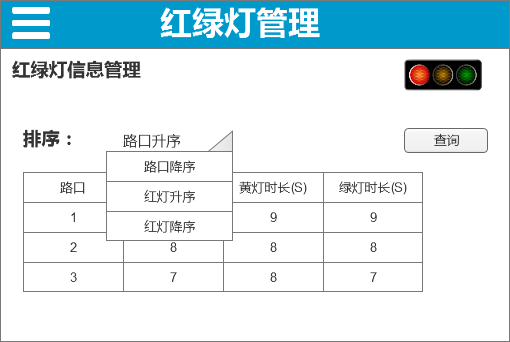 红绿灯管理
红绿灯信息管理
排序： 路口升序 查询
路口降序
红灯升序
红灯降序
路口 黄灯时长(S) 绿灯时长(S)
1 9 9
2 8 8 8
3 7 8 7